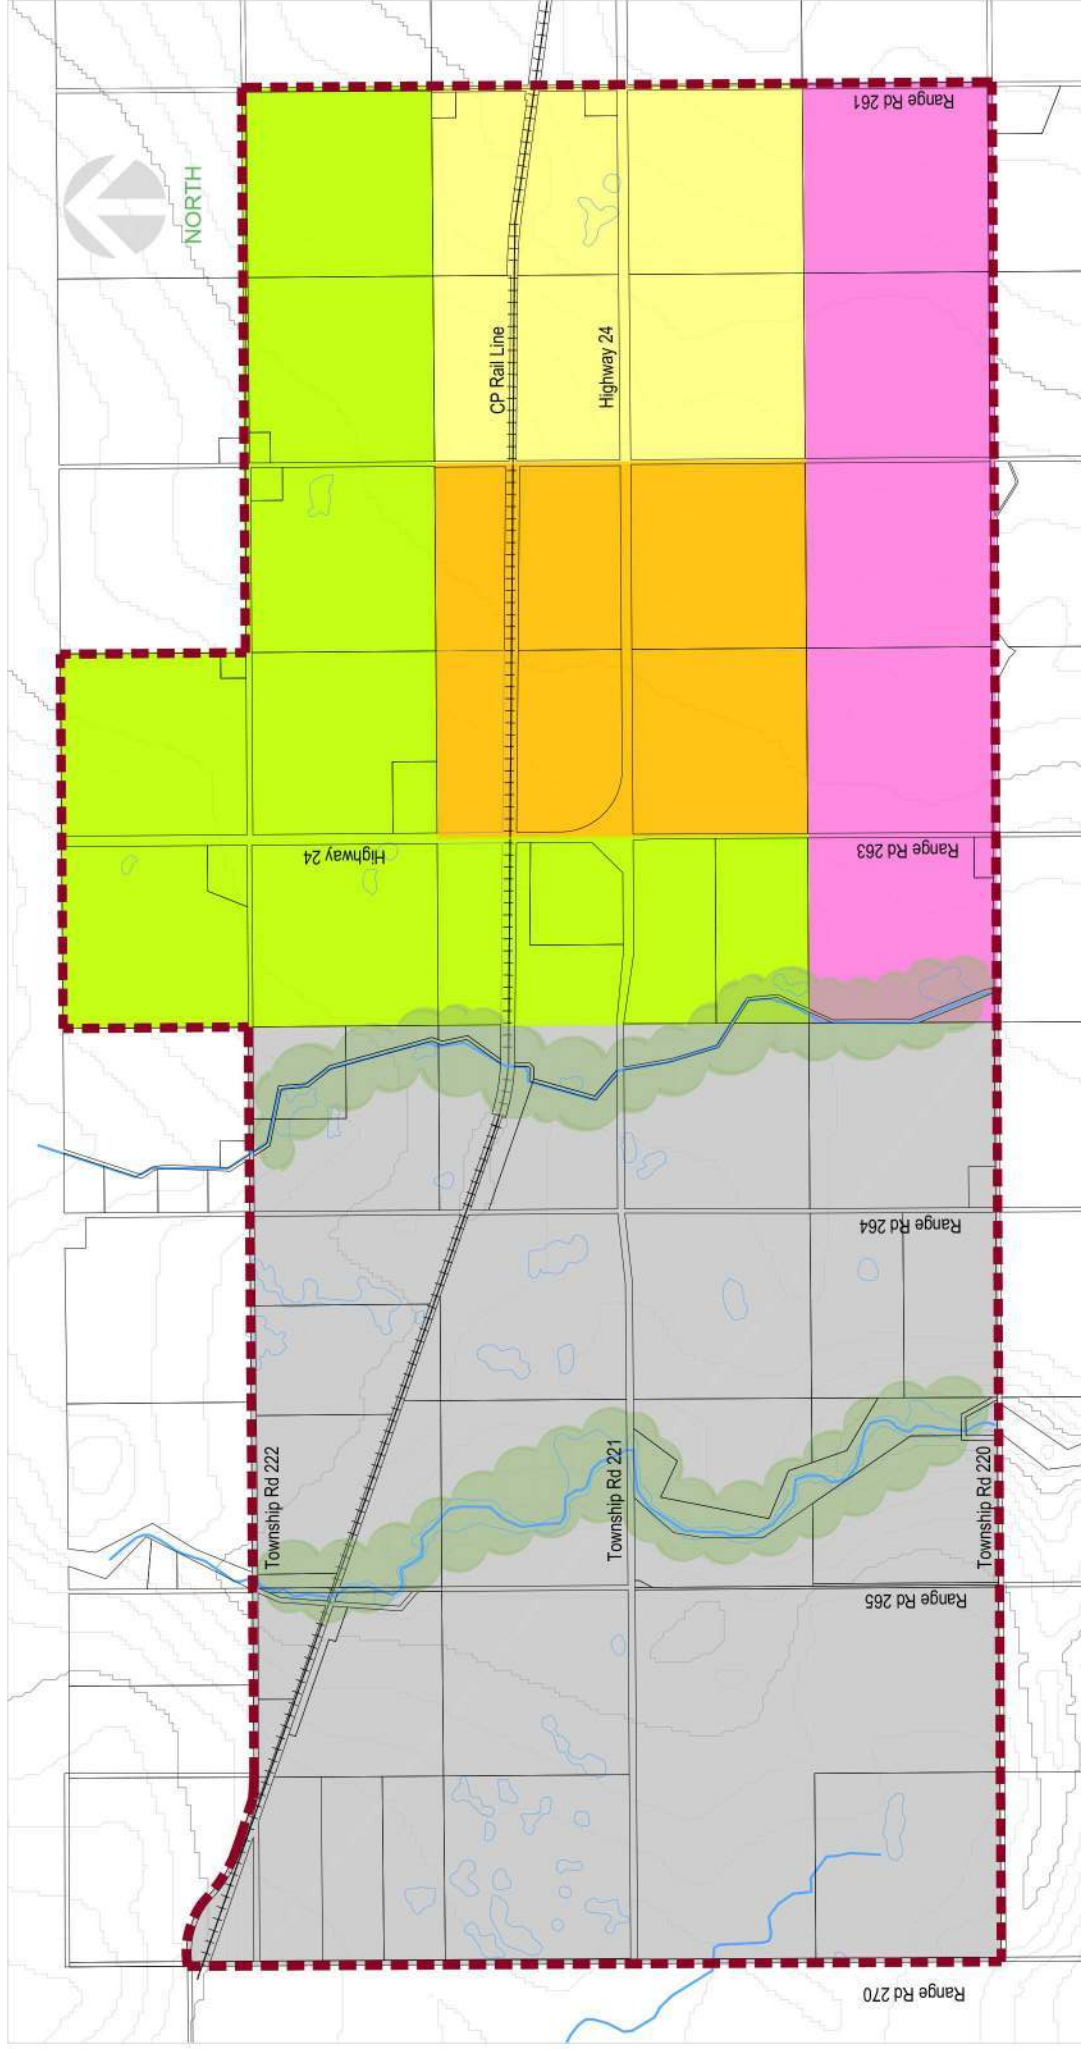 NORTH
Range Rd 261
CP Rail Line
Highway 24
Highway 24
Range Rd 263
Range Rd 264
Township Rd 222
Township Rd 221
Township Rd 220
Range Rd 265
Range Rd 270